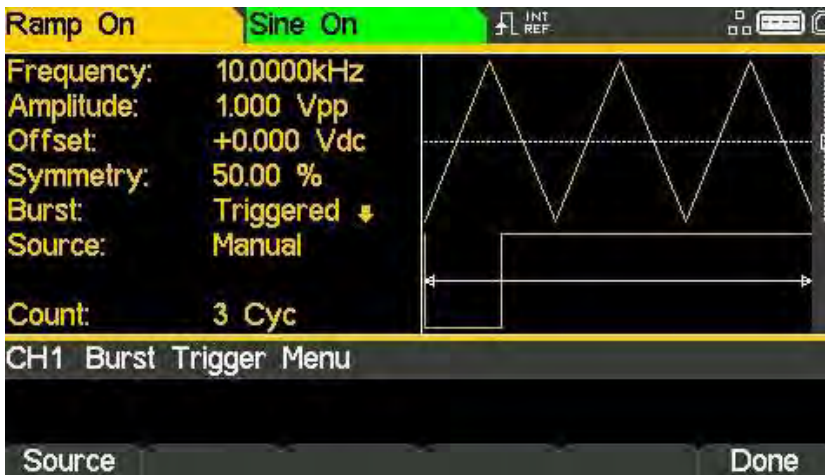 Ramp On
Sine On
INT
REF
Frequency: 10.0000kHz
Amplitude: 1.000 Vpp
Offset: +0.000 Vdc
Symmetry: 50.00 %
Burst: Triggered
Source: Manual
Count: 3 Cyc
CH1 Burst Trigger Menu
Source
Done